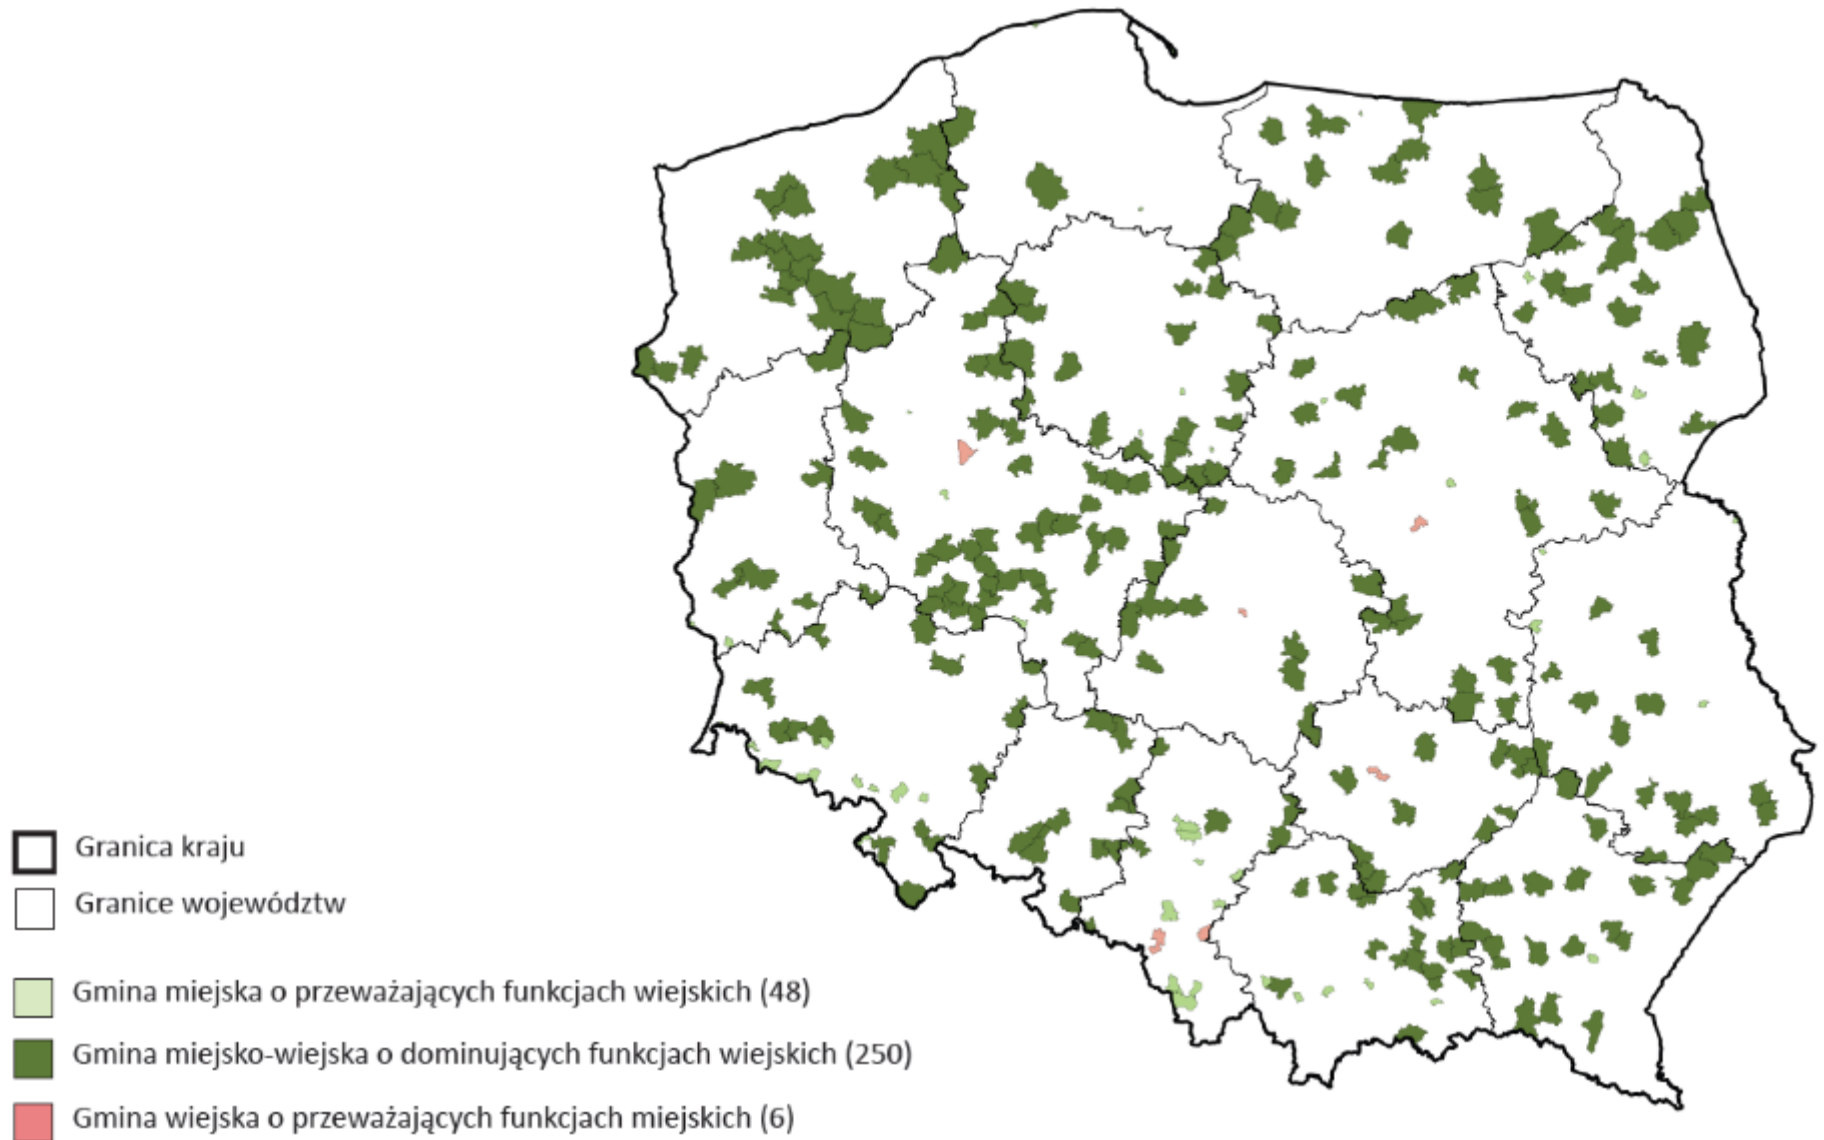 Granica kraju
Granice województw
Gmina miejska o przeważających funkcjach wiejskich (48)
Gmina miejsko-wiejska o dominujących funkcjach wiejskich (250)
Gmina wiejska o przeważających funkcjach miejskich (6)